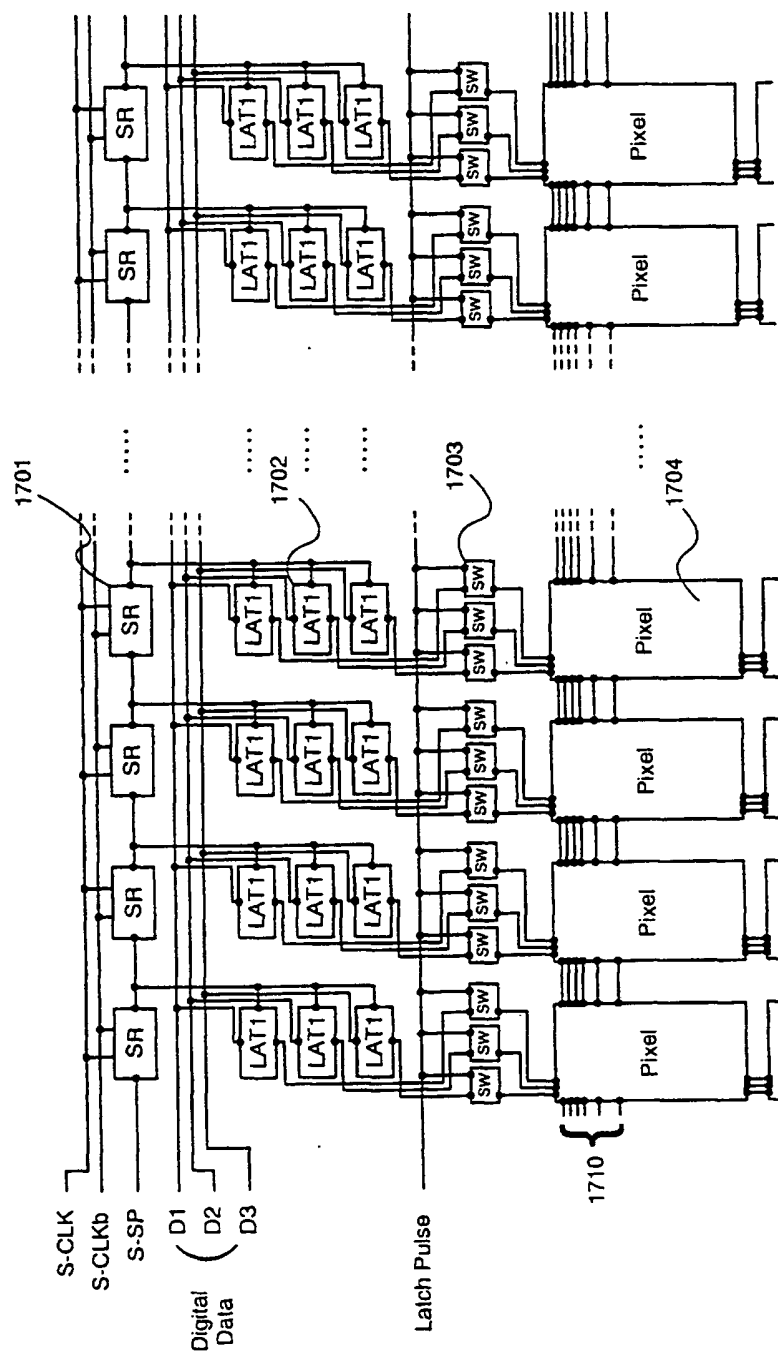 S-CLK
S-CLKb
S-SP
D1
D2
D3
Digital
Data
Latch Pulse
1710
1701
1702
1703
1704
SR SR SR SR SR SR
LAT1 LAT1 LAT1 LAT1 LAT1 LAT1
LAT1 LAT1 LAT1 LAT1 LAT1 LAT1
LAT1 LAT1 LAT1 LAT1 LAT1 LAT1
SW SW SW SW SW SW SW SW SW SW SW SW SW SW SW SW SW SW
Pixel Pixel Pixel Pixel Pixel Pixel